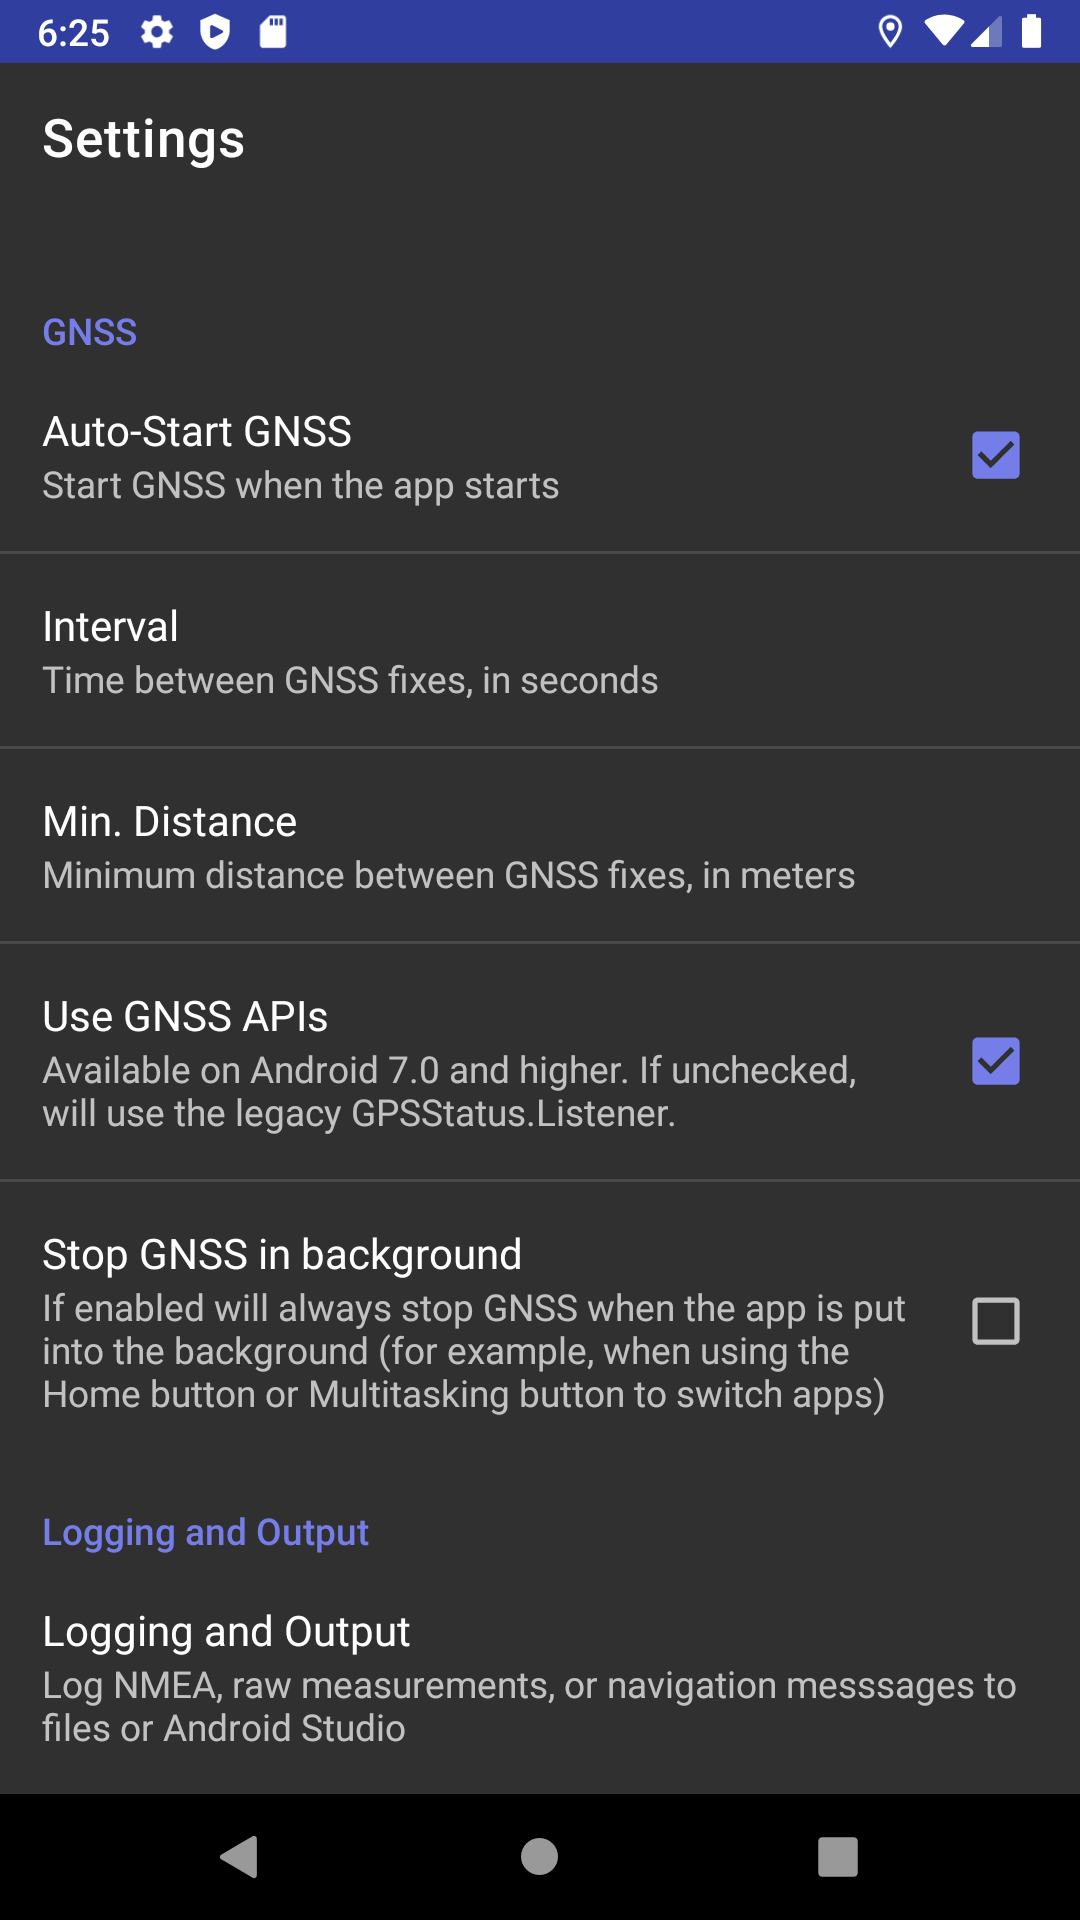 6:25
Settings
GNSS
Auto-Start GNSS
Start GNSS when the app starts
Interval
Time between GNSS fixes, in seconds
Min. Distance
Minimum distance between GNSS fixes, in meters
Use GNSS APIs
Available on Android 7.0 and higher. If unchecked,
will use the legacy GPSStatus.Listener.
Stop GNSS in background
If enabled will always stop GNSS when the app is put
into the background (for example, when using the
Home button or Multitasking button to switch apps)
Logging and Output
Logging and Output
Log NMEA, raw measurements, or navigation messsages to
files or Android Studio